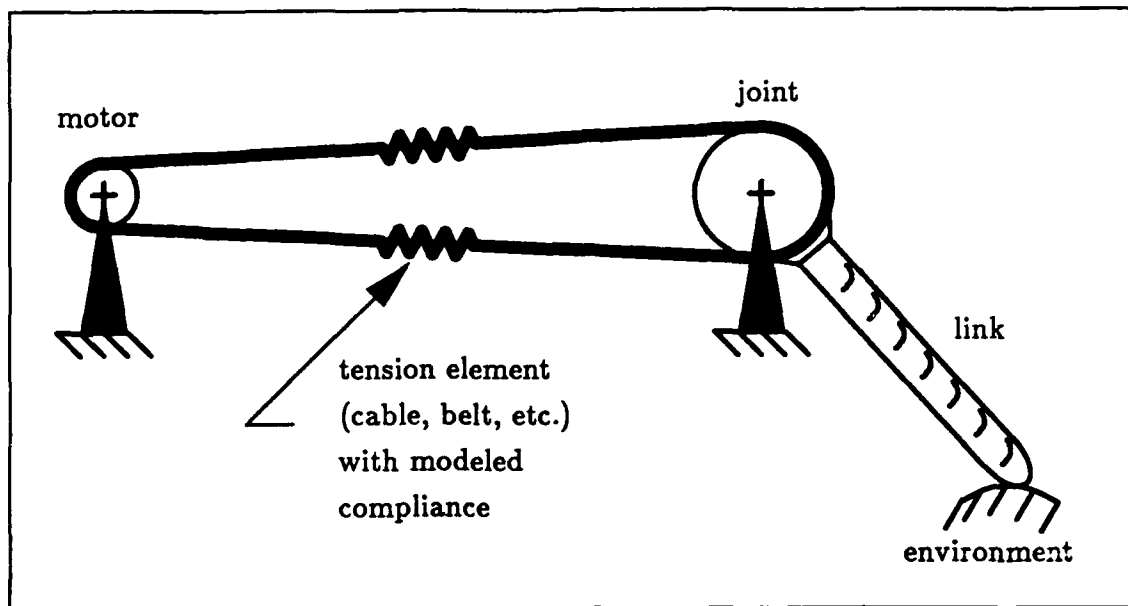 motor
joint
link
tension element
(cable, belt, etc.)
with modeled
compliance
environment